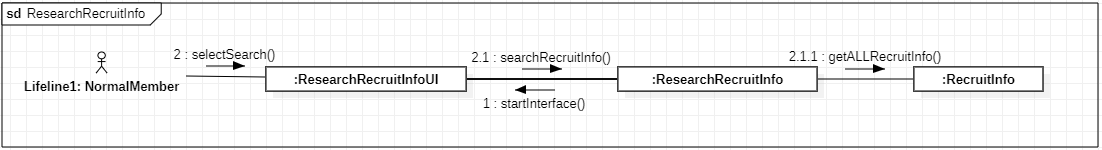 sd ResearchRecruitInfo
2 : selectSearch()
2.1 : searchRecruitInfo()
2.1.1 : getALLRecruitInfo()
Lifeline1: NormalMember
:ResearchRecruitInfoUI
:ResearchRecruitInfo
:RecruitInfo
1 : startInterface()